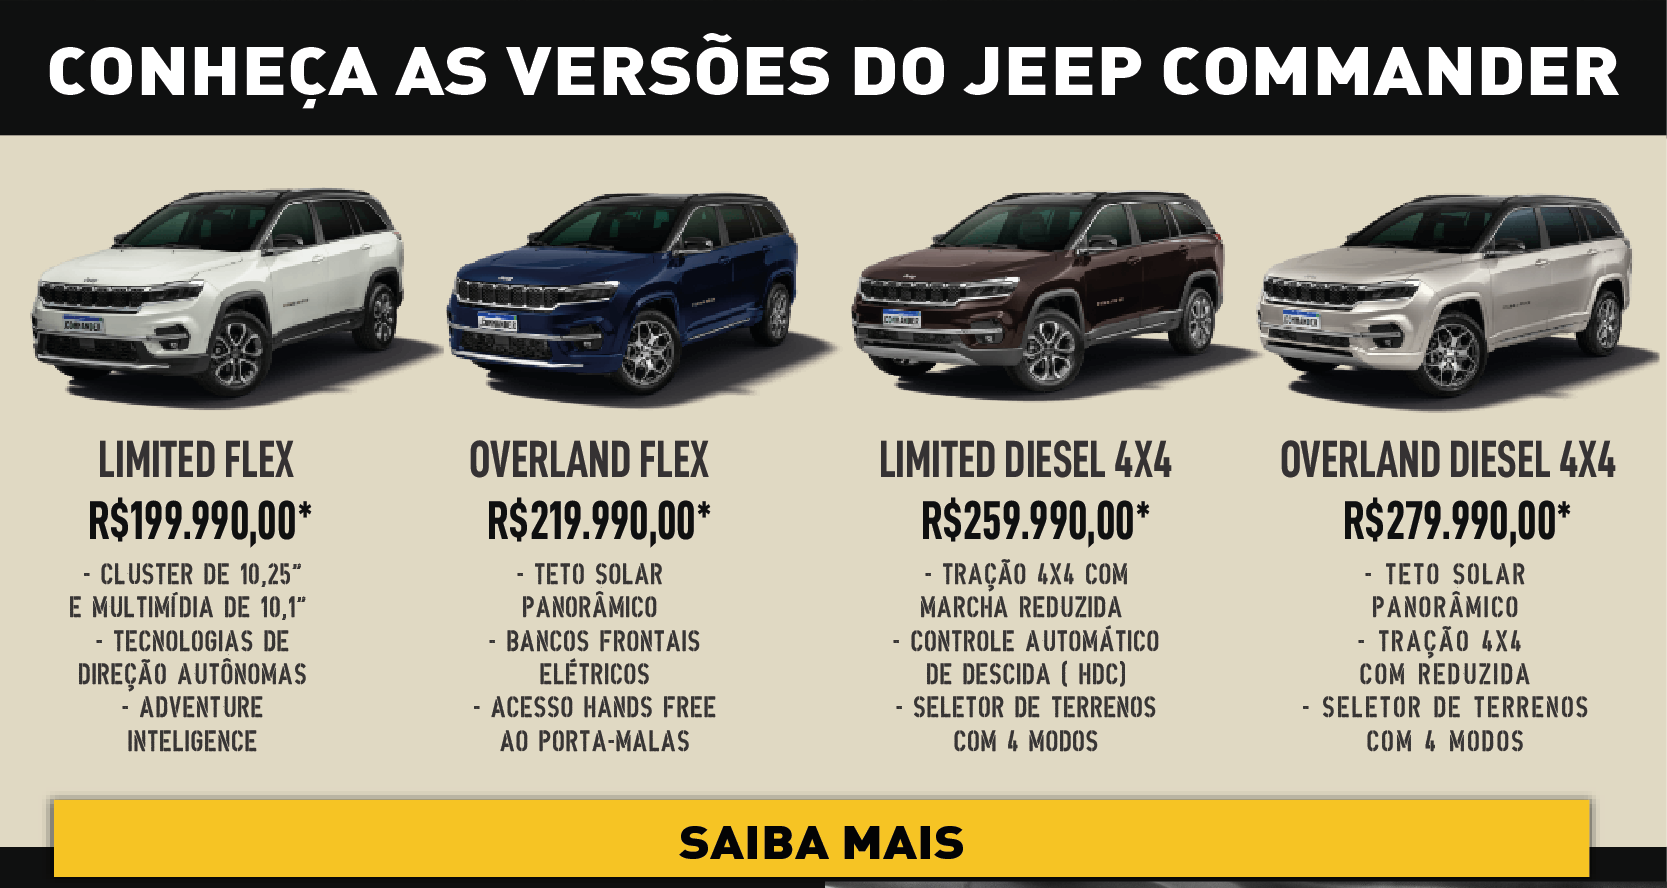 CONHEÇA AS VERSÕES DO JEEP COMMANDER
COMMANDER
COMMANDER
COMMANDER
COMMANDER
LIMITED FLEX
R$199.990,00*
- CLUSTER DE 10,25”
E MULTIMÍDIA DE 10,1”
- TECNOLOGIAS DE
DIREÇÃO AUTÔNOMAS
- ADVENTURE
INTELIGENCE
OVERLAND FLEX
R$219.990,00*
- TETO SOLAR
PANORÂMICO
- BANCOS FRONTAIS
ELÉTRICOS
- ACESSO HANDS FREE
AO PORTA-MALAS
LIMITED DIESEL 4X4
R$259.990,00*
- TRAÇÃO 4X4 COM
MARCHA REDUZIDA
- CONTROLE AUTOMÁTICO
DE DESCIDA ( HDC)
- SELETOR DE TERRENOS
COM 4 MODOS
OVERLAND DIESEL 4X4
R$279.990,00*
- TETO SOLAR
PANORÂMICO
- TRAÇÃO 4X4
COM REDUZIDA
- SELETOR DE TERRENOS
COM 4 MODOS
SAIBA MAIS